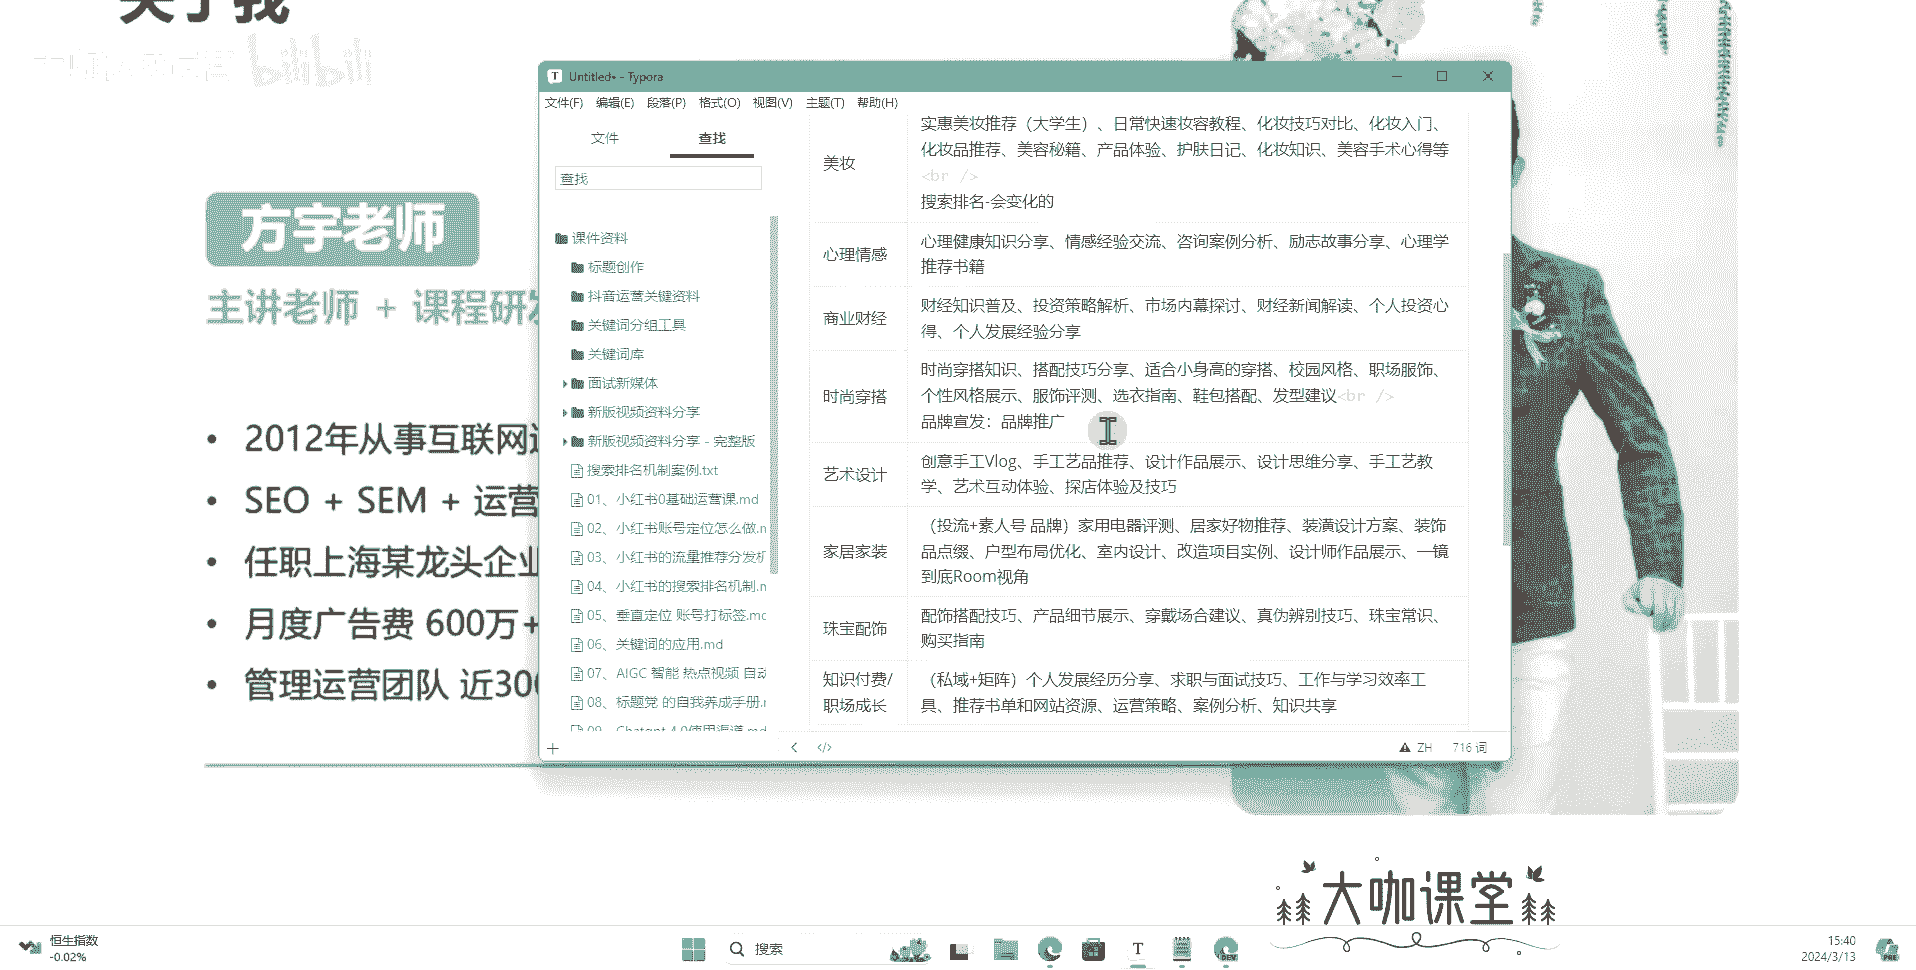 关于我
bilibili
方宇老师
主讲老师 + 课程研发
• 2012年从事互联网
• SEO + SEM + 运营
• 任职上海某龙头企业
• 月度广告费 600万+
• 管理运营团队 近300
Untitled• - Typora
文件(F) 编辑(E) 段落(P) 格式(O) 视图(V) 主题(T) 帮助(H)
文件 查找
查找
课件资料
标题创作
抖音运营关键资料
关键词分组工具
关键词库
面试新媒体
新版视频资料分享
新版视频资料分享 - 完整版
搜索排名机制案例.txt
01、小红书0基础运营课.md
02、小红书账号定位怎么做.m
03、小红书的流量推荐分发机
04、小红书的搜索排名机制.m
05、垂直定位 账号打标签.md
06、关键词的应用.md
07、AIGC 智能 热点视频 自动
08、标题党 的自我养成手册.m
09、Chatgpt 4.0使用渠道.md
美妆
实惠美妆推荐（大学生）、日常快速妆容教程、化妆技巧对比、化妆入门、
化妆品推荐、美容秘籍、产品体验、护肤日记、化妆知识、美容手术心得等
<br />
搜索排名-会变化的
心理情感
心理健康知识分享、情感经验交流、咨询案例分析、励志故事分享、心理学
推荐书籍
商业财经
财经知识普及、投资策略解析、市场内幕探讨、财经新闻解读、个人投资心
得、个人发展经验分享
时尚穿搭
时尚穿搭知识、搭配技巧分享、适合小身高的穿搭、校园风格、职场服饰、
个性风格展示、服饰评测、选衣指南、鞋包搭配、发型建议<br />
品牌宣发：品牌推广
艺术设计
创意手工Vlog、手工艺品推荐、设计作品展示、设计思维分享、手工艺教
学、艺术互动体验、探店体验及技巧
家居家装
（投流+素人号 品牌）家用电器评测、居家好物推荐、装潢设计方案、装饰
品点缀、户型布局优化、室内设计、改造项目实例、设计师作品展示、一镜
到底Room视角
珠宝配饰
配饰搭配技巧、产品细节展示、穿戴场合建议、真伪辨别技巧、珠宝常识、
购买指南
知识付费/
职场成长
（私域+矩阵）个人发展经历分享、求职与面试技巧、工作与学习效率工
具、推荐书单和网站资源、运营策略、案例分析、知识共享
ZH 716 词
大咖课堂
恒生指数
-0.02%
搜索
15:40
2024/3/13